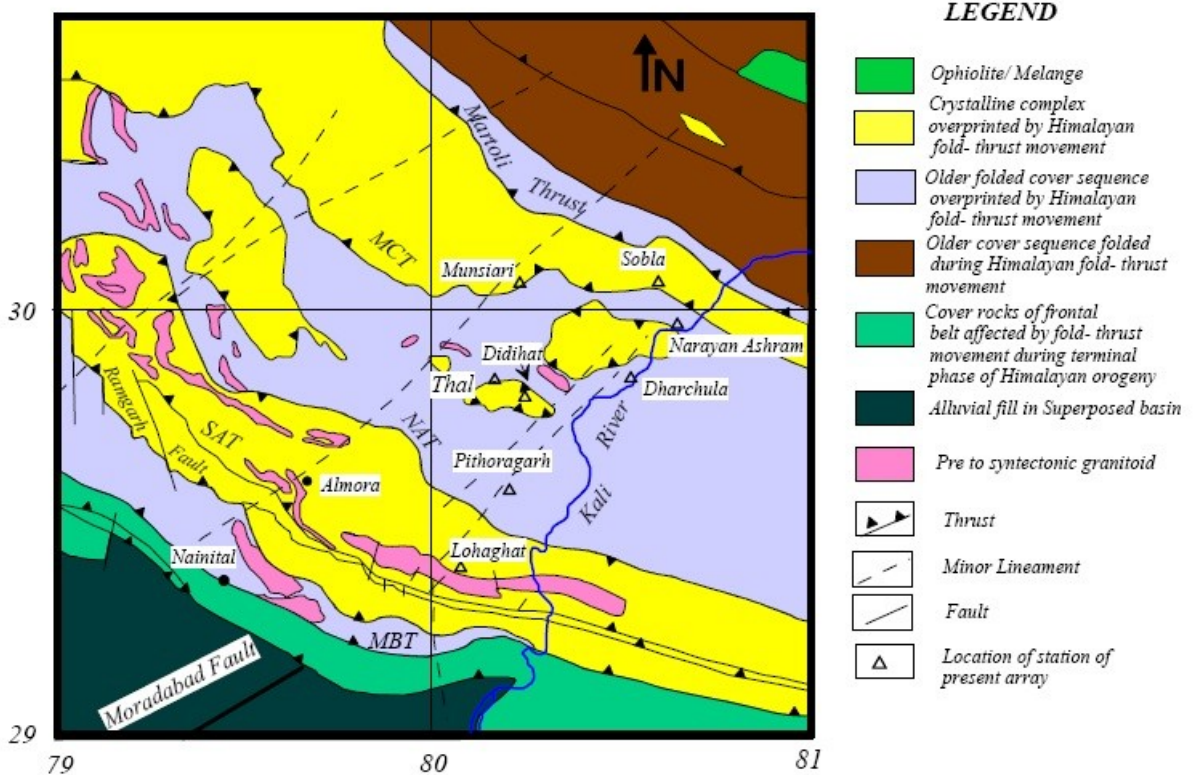 LEGEND
N
Ophiolite/ Melange
Crystalline complex
overprinted by Himalayan
fold- thrust movement
Older folded cover sequence
overprinted by Himalayan
fold- thrust movement
Older cover sequence folded
during Himalayan fold- thrust
movement
Cover rocks of frontal
belt affected by fold- thrust
movement during terminal
phase of Himalayan orogeny
Alluvial fill in Superposed basin
Pre to syntectonic granitoid
Thrust
Minor Lineament
Fault
Location of station of
present array
Martoli
Thrust
MCT
Munsiari
Sobla
30
Narayan Ashram
Didihat
Thal
Dharchula
Ramgarh
Fault
SAT
NAT
River
Kali
Pithoragarh
Almora
Nainital
Lohaghat
MBT
Moradabad Fault
29
79
80
81